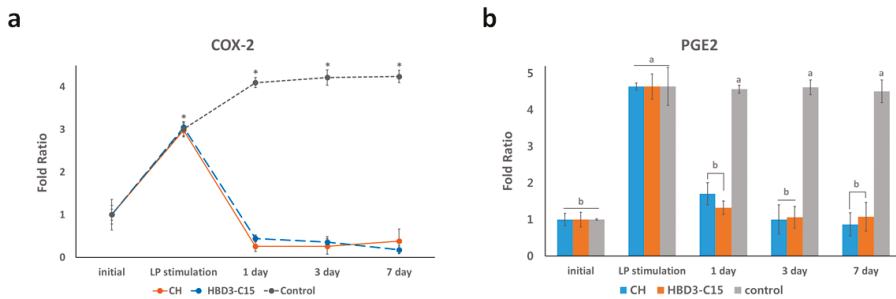 a
COX-2
Fold Ratio
4
3
2
1
0
*
*
*
*
initial
LP stimulation
1 day
3 day
7 day
CH
HBD3-C15
Control
b
PGE2
Fold Ratio
5
4
3
2
1
0
b
a
b
a
b
a
b
a
initial
LP stimulation
1 day
3 day
7 day
CH
HBD3-C15
control